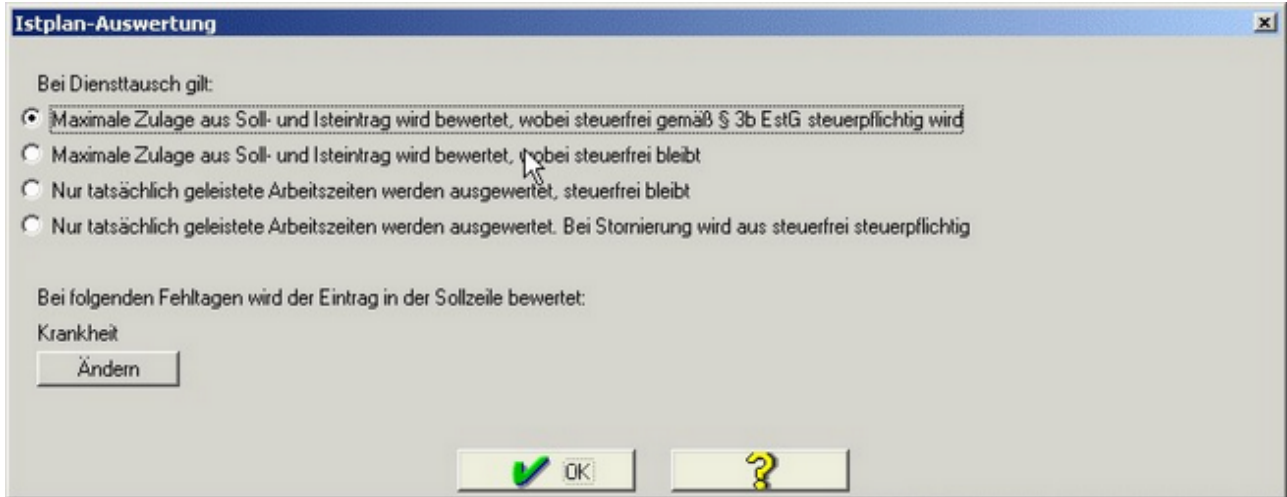 Istplan-Auswertung
Bei Diensttausch gilt:
Maximale Zulage aus Soll- und Isteintrag wird bewertet, wobei steuerfrei gemäß § 3b EstG steuerpflichtig wird
Maximale Zulage aus Soll- und Isteintrag wird bewertet, wobei steuerfrei bleibt
Nur tatsächlich geleistete Arbeitszeiten werden ausgewertet, steuerfrei bleibt
Nur tatsächlich geleistete Arbeitszeiten werden ausgewertet. Bei Stornierung wird aus steuerfrei steuerpflichtig
Bei folgenden Fehltagen wird der Eintrag in der Sollzeile bewertet:
Krankheit
Ändern
OK